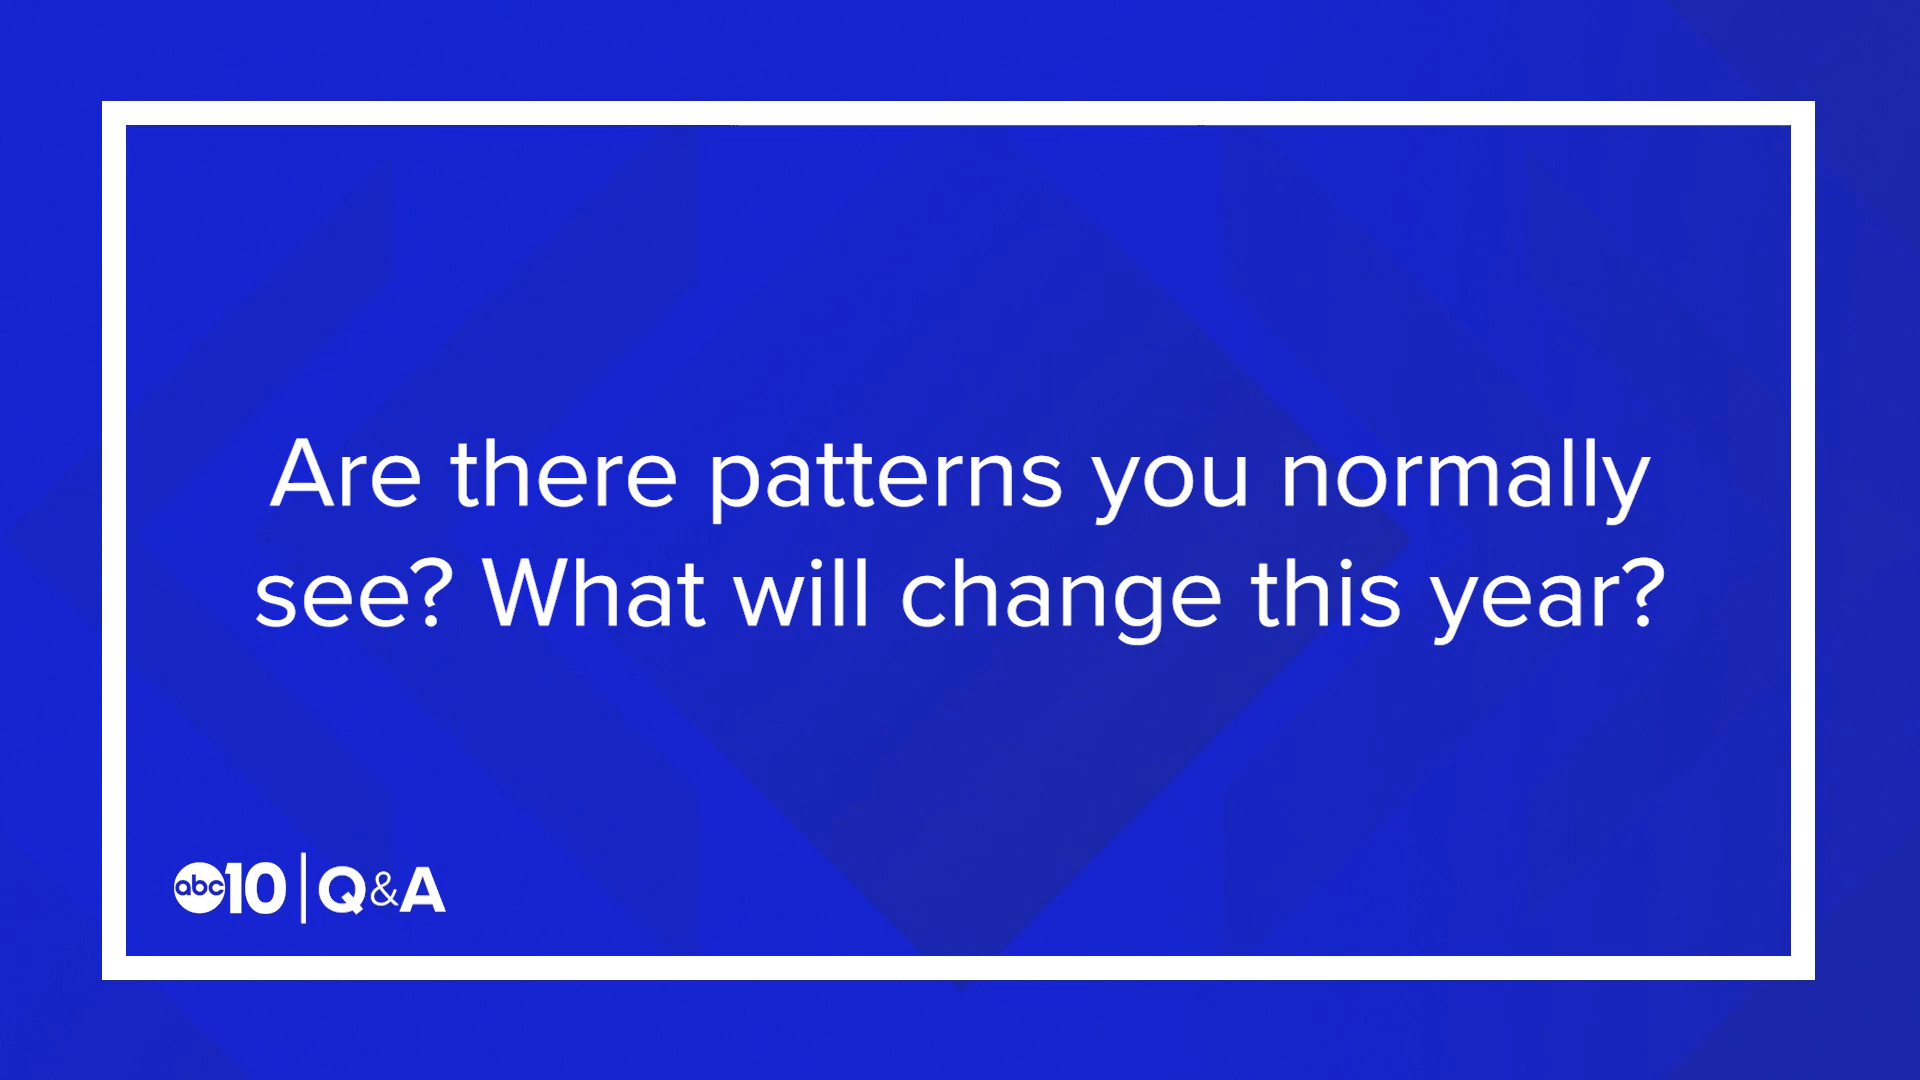 Are there patterns you normally
see? What will change this year?
abc10 | Q&A